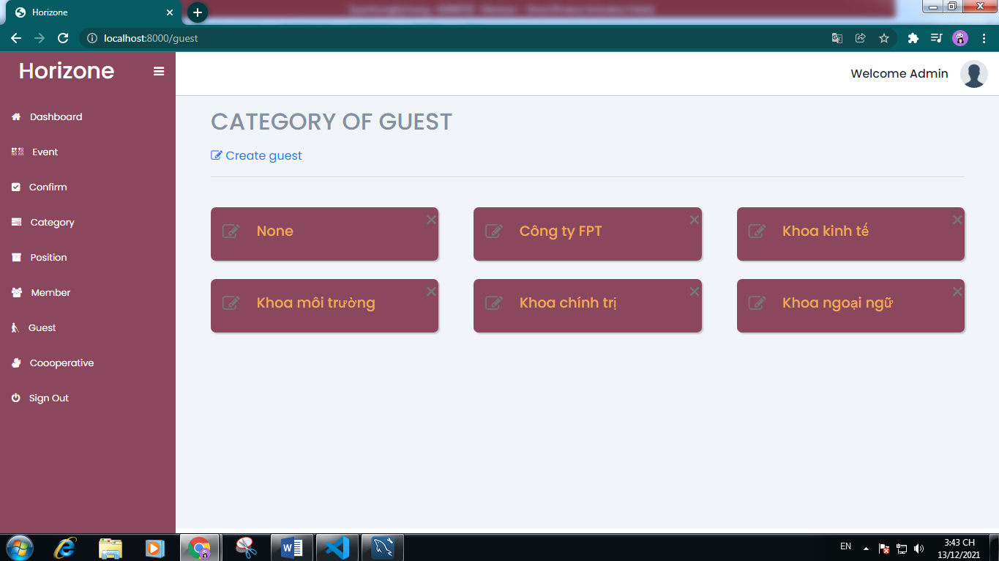 Horizone
localhost:8000/guest
Horizone
Welcome Admin
Dashboard
Event
Confirm
Category
Position
Member
Guest
Coooperative
Sign Out
CATEGORY OF GUEST
Create guest
None
Công ty FPT
Khoa kinh tế
Khoa môi trường
Khoa chính trị
Khoa ngoại ngữ
EN
3:43 CH
13/12/2021